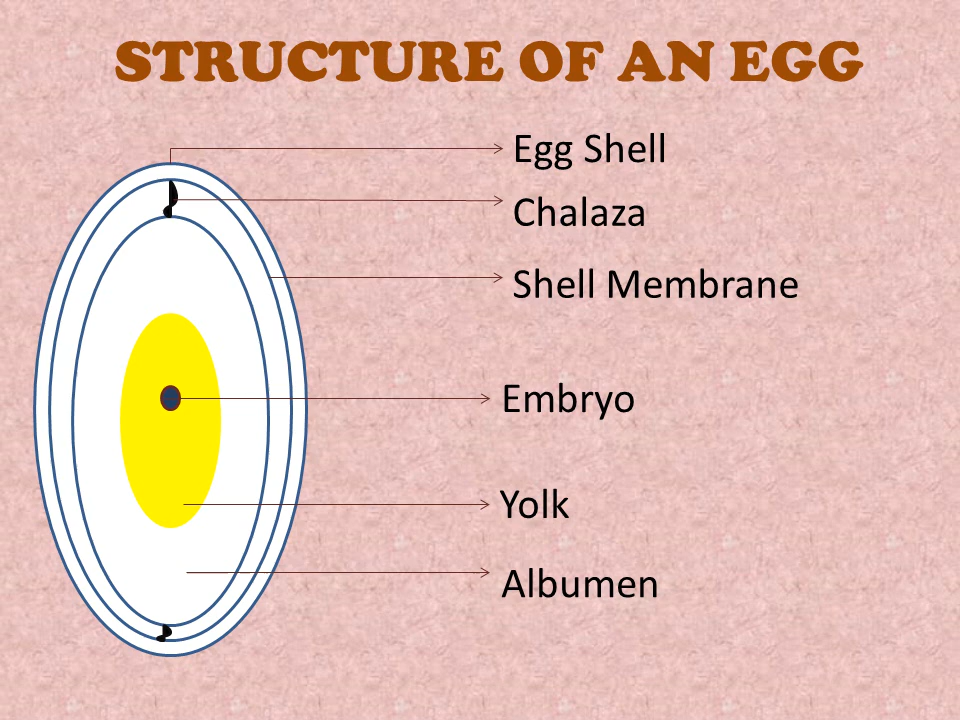 STRUCTURE OF AN EGG
Egg Shell
Chalaza
Shell Membrane
Embryo
Yolk
Albumen